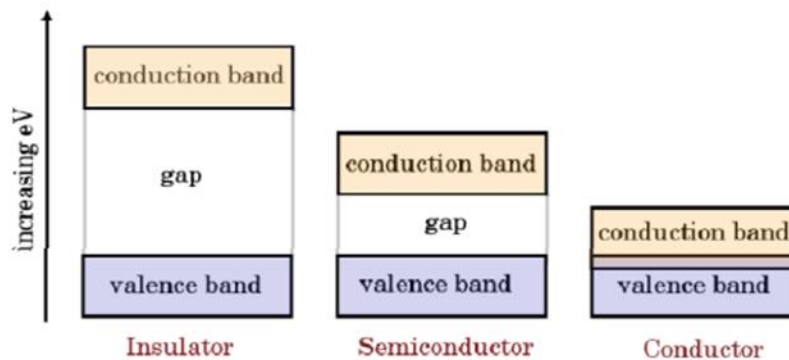 increasing eV
conduction band
gap
valence band
Insulator
conduction band
gap
valence band
Semiconductor
conduction band
valence band
Conductor